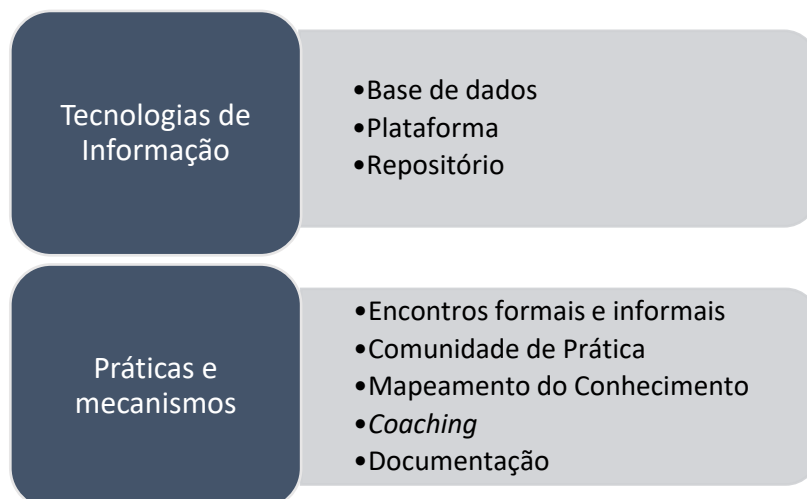 Tecnologias de
Informação
•Base de dados
•Plataforma
•Repositório
Práticas e
mecanismos
•Encontros formais e informais
•Comunidade de Prática
•Mapeamento do Conhecimento
•Coaching
•Documentação